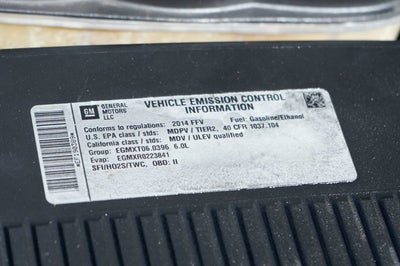 GM GENERAL MOTORS LLC
VEHICLE EMISSION CONTROL INFORMATION
Conforms to regulations: 2014 FFV Fuel: Gasoline/Ethanol
U.S. EPA class / stds: MDPV / TIER2, 40 CFR 1037.104
California class / stds: MDV / ULEV qualified
Group: EGMXT06.0396 6.0L
Evap: EGMXR0223841
SFI/HO2S/TWC, OBD: II